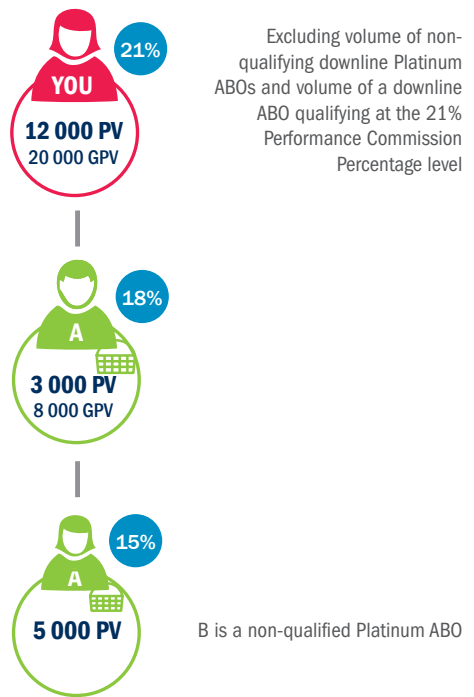 21%
Excluding volume of non-
qualifying downline Platinum
ABOs and volume of a downline
ABO qualifying at the 21%
Performance Commission
Percentage level
YOU
12 000 PV
20 000 GPV
18%
A
3 000 PV
8 000 GPV
15%
A
5 000 PV
B is a non-qualified Platinum ABO